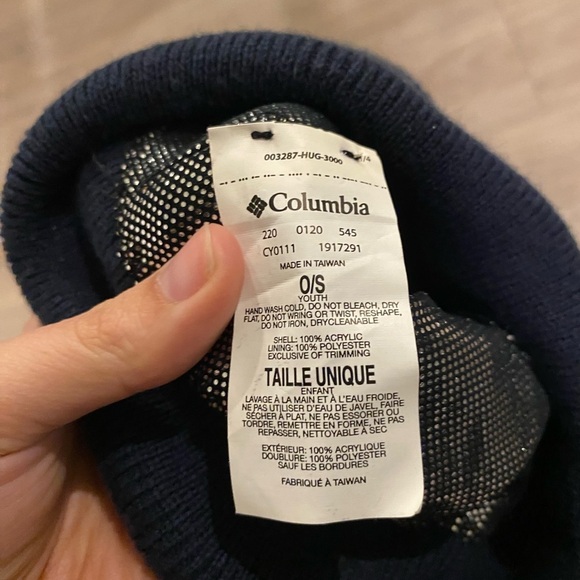 003287-HUG-3000
1/4
Columbia
220 0120 545
CY0111 1917291
MADE IN TAIWAN
O/S
YOUTH
HAND WASH COLD, DO NOT BLEACH, DRY
FLAT, DO NOT WRING OR TWIST, RESHAPE,
DO NOT IRON, DRYCLEANABLE
SHELL: 100% ACRYLIC
LINING: 100% POLYESTER
EXCLUSIVE OF TRIMMING
TAILLE UNIQUE
ENFANT
LAVAGE À LA MAIN ET À L'EAU FROIDE,
NE PAS UTILISER D'EAU DE JAVEL, FAIRE
SÉCHER À PLAT, NE PAS ESSORER OU
TORDRE, REMETTRE EN FORME, NE PAS
REPASSER, NETTOYABLE À SEC
EXTÉRIEUR: 100% ACRYLIQUE
DOUBLURE: 100% POLYESTER
SAUF LES BORDURES
FABRIQUÉ À TAIWAN